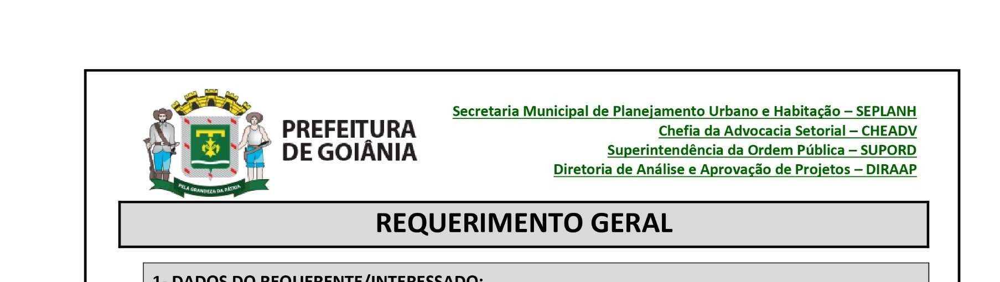 PREFEITURA
DE GOIÂNIA
PELA GRANDEZA DA PÁTRIA
Secretaria Municipal de Planejamento Urbano e Habitação – SEPLANH
Chefia da Advocacia Setorial – CHEADV
Superintendência da Ordem Pública – SUPORD
Diretoria de Análise e Aprovação de Projetos – DIRAAP
REQUERIMENTO GERAL
1- DADOS DO REQUERENTE/INTERESSADO: